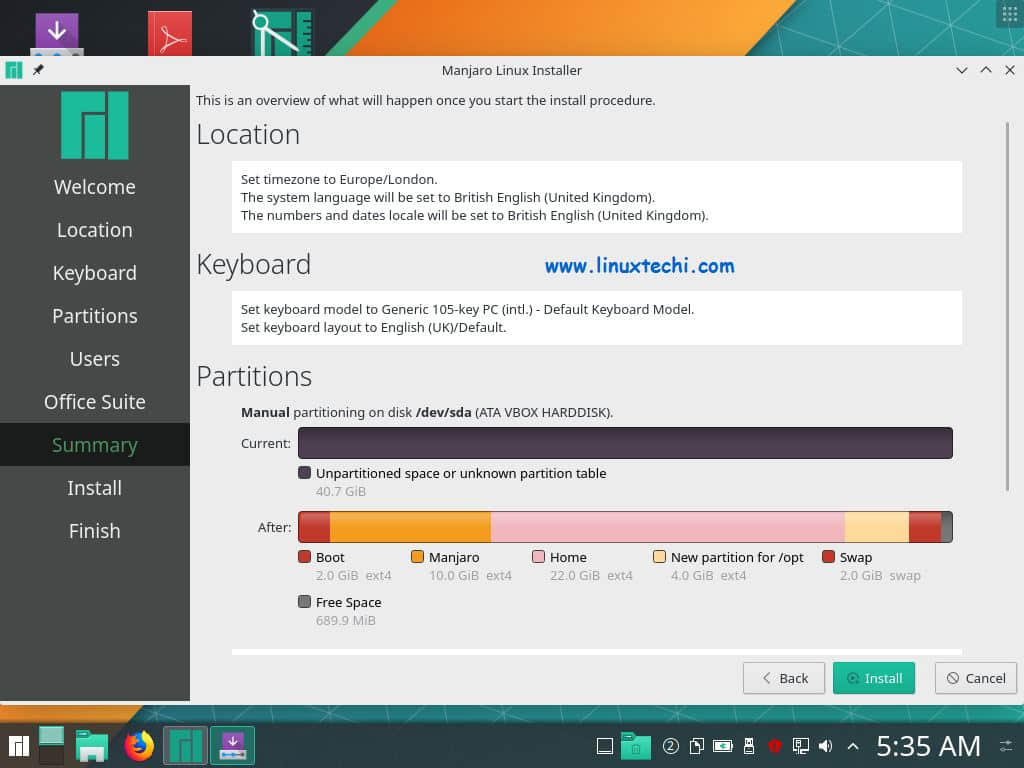 Manjaro Linux Installer
This is an overview of what will happen once you start the install procedure.
Welcome
Location
Keyboard
Partitions
Users
Office Suite
Summary
Install
Finish
Location
Set timezone to Europe/London.
The system language will be set to British English (United Kingdom).
The numbers and dates locale will be set to British English (United Kingdom).
Keyboard
www.linuxtechi.com
Set keyboard model to Generic 105-key PC (intl.) - Default Keyboard Model.
Set keyboard layout to English (UK)/Default.
Partitions
Manual partitioning on disk /dev/sda (ATA VBOX HARDDISK).
Current:
Unpartitioned space or unknown partition table
40.7 GiB
After:
Boot Manjaro Home New partition for /opt Swap
2.0 GiB ext4 10.0 GiB ext4 22.0 GiB ext4 4.0 GiB ext4 2.0 GiB swap
Free Space
689.9 MiB
Back Install Cancel
2 5:35 AM